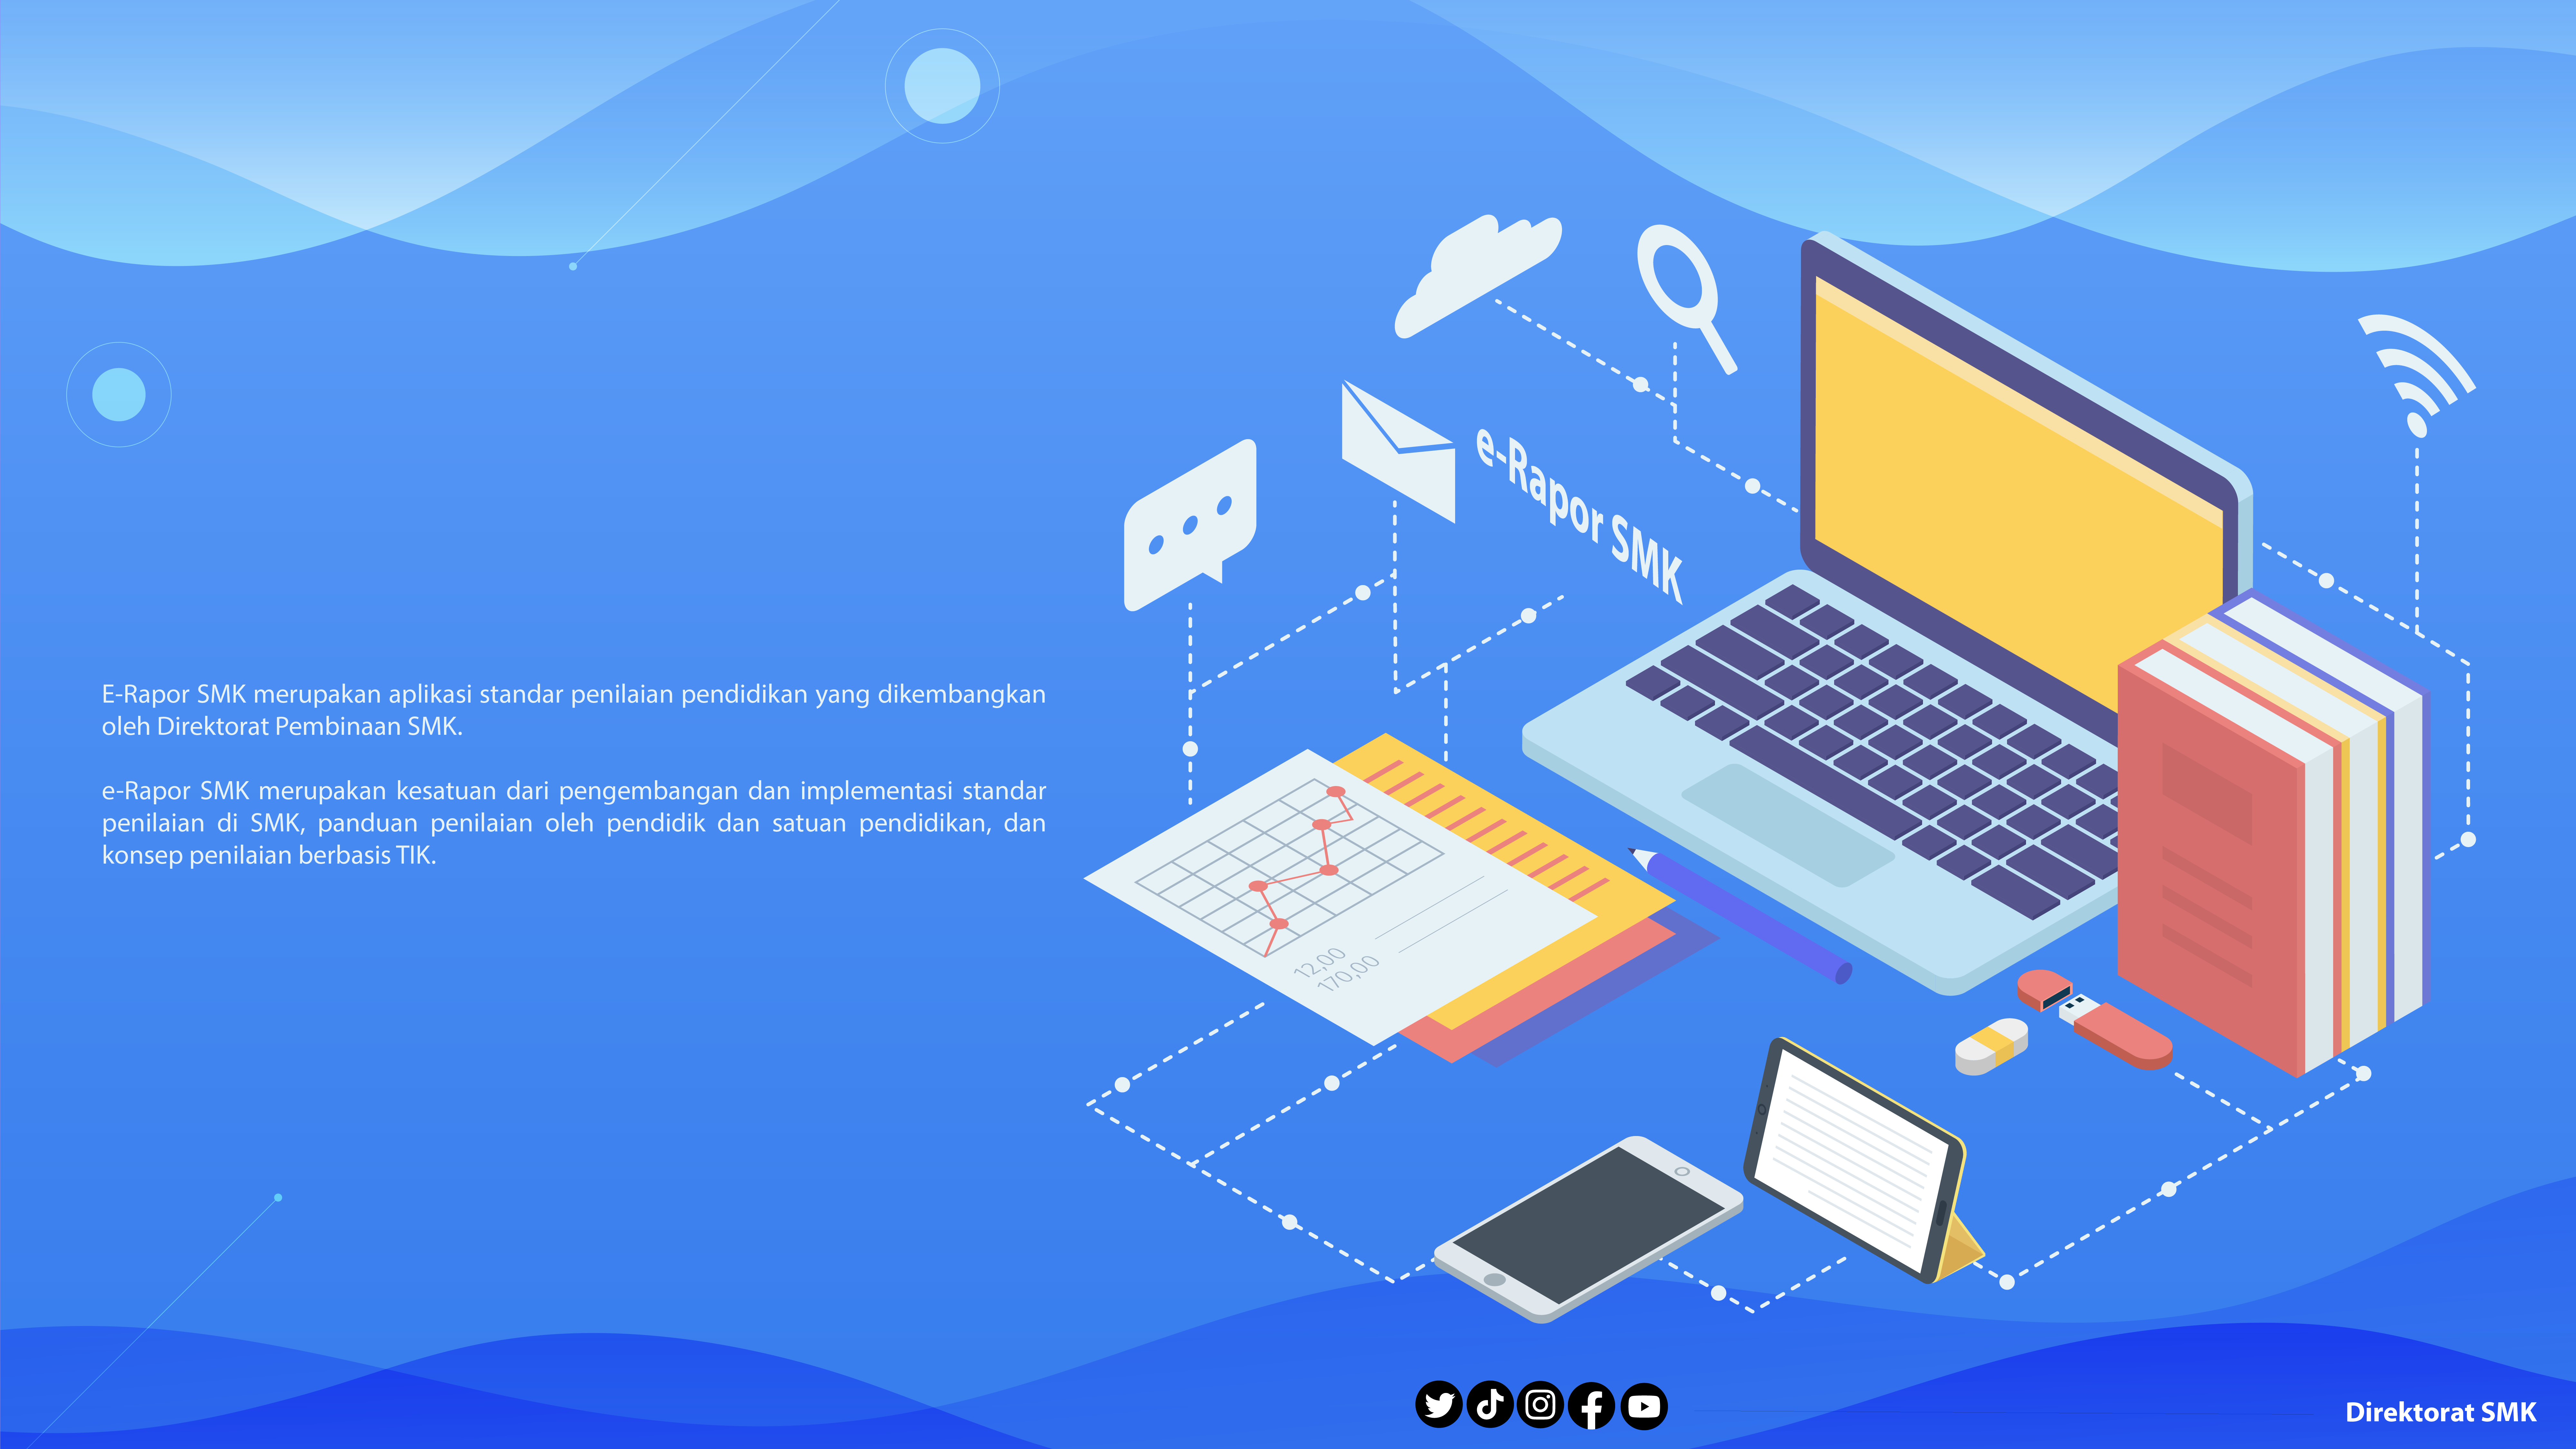 e-Rapor SMK
E-Rapor SMK merupakan aplikasi standar penilaian pendidikan yang dikembangkan
oleh Direktorat Pembinaan SMK.
e-Rapor SMK merupakan kesatuan dari pengembangan dan implementasi standar
penilaian di SMK, panduan penilaian oleh pendidik dan satuan pendidikan, dan
konsep penilaian berbasis TIK.
12,00
170,00
Direktorat SMK